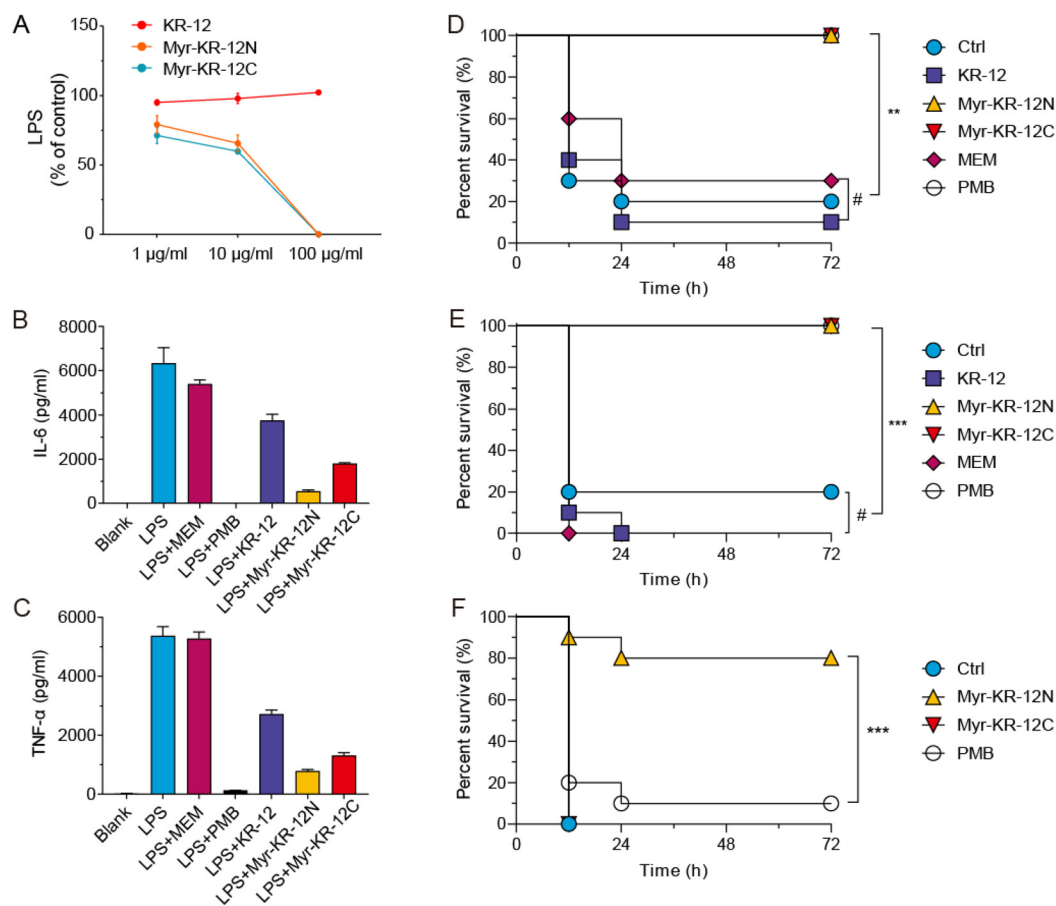 A
LPS
(% of control)
150
100
50
0
KR-12
Myr-KR-12N
Myr-KR-12C
1 μg/ml 10 μg/ml 100 μg/ml
B
IL-6 (pg/ml)
8000
6000
4000
2000
0
Blank
LPS
LPS+MEM
LPS+PMB
LPS+KR-12
LPS+Myr-KR-12N
LPS+Myr-KR-12C
C
TNF-α (pg/ml)
6000
4000
2000
0
Blank
LPS
LPS+MEM
LPS+PMB
LPS+KR-12
LPS+Myr-KR-12N
LPS+Myr-KR-12C
D
Percent survival (%)
100
80
60
40
20
0
0 24 48 72
Time (h)
**
#
Ctrl
KR-12
Myr-KR-12N
Myr-KR-12C
MEM
PMB
E
Percent survival (%)
100
80
60
40
20
0
0 24 48 72
Time (h)
***
#
Ctrl
KR-12
Myr-KR-12N
Myr-KR-12C
MEM
PMB
F
Percent survival (%)
100
80
60
40
20
0
0 24 48 72
Time (h)
***
Ctrl
Myr-KR-12N
Myr-KR-12C
PMB